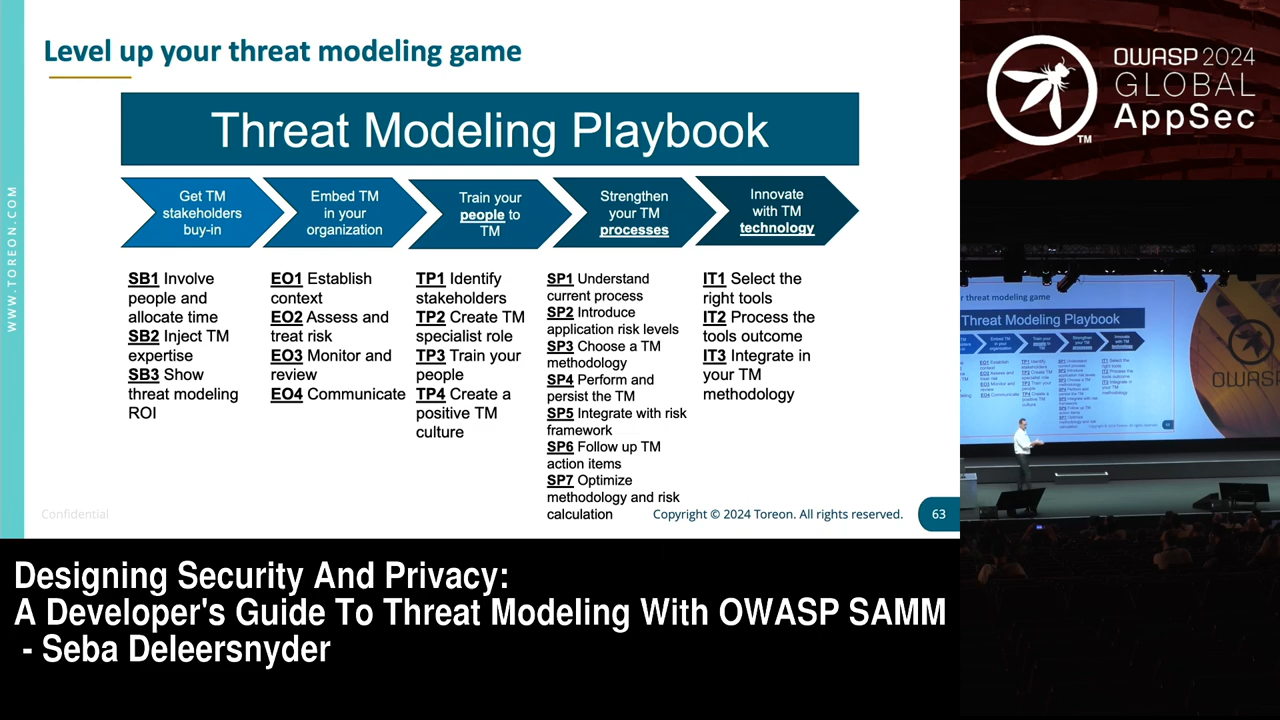 Level up your threat modeling game
Threat Modeling Playbook
Get TM
stakeholders
buy-in
Embed TM
in your
organization
Train your
people to
TM
Strengthen
your TM
processes
Innovate
with TM
technology
SB1 Involve
people and
allocate time
SB2 Inject TM
expertise
SB3 Show
threat modeling
ROI
EO1 Establish
context
EO2 Assess and
treat risk
EO3 Monitor and
review
EO4 Communicate
TP1 Identify
stakeholders
TP2 Create TM
specialist role
TP3 Train your
people
TP4 Create a
positive TM
culture
SP1 Understand
current process
SP2 Introduce
application risk levels
SP3 Choose a TM
methodology
SP4 Perform and
persist the TM
SP5 Integrate with risk
framework
SP6 Follow up TM
action items
SP7 Optimize
methodology and risk
calculation
IT1 Select the
right tools
IT2 Process the
tools outcome
IT3 Integrate in
your TM
methodology
WWW.TOREON.COM
Confidential
Copyright © 2024 Toreon. All rights reserved.
63
OWASP 2024
GLOBAL
AppSec
TM
threat modeling game
Threat Modeling Playbook
OWASP
Designing Security And Privacy:
A Developer's Guide To Threat Modeling With OWASP SAMM
- Seba Deleersnyder